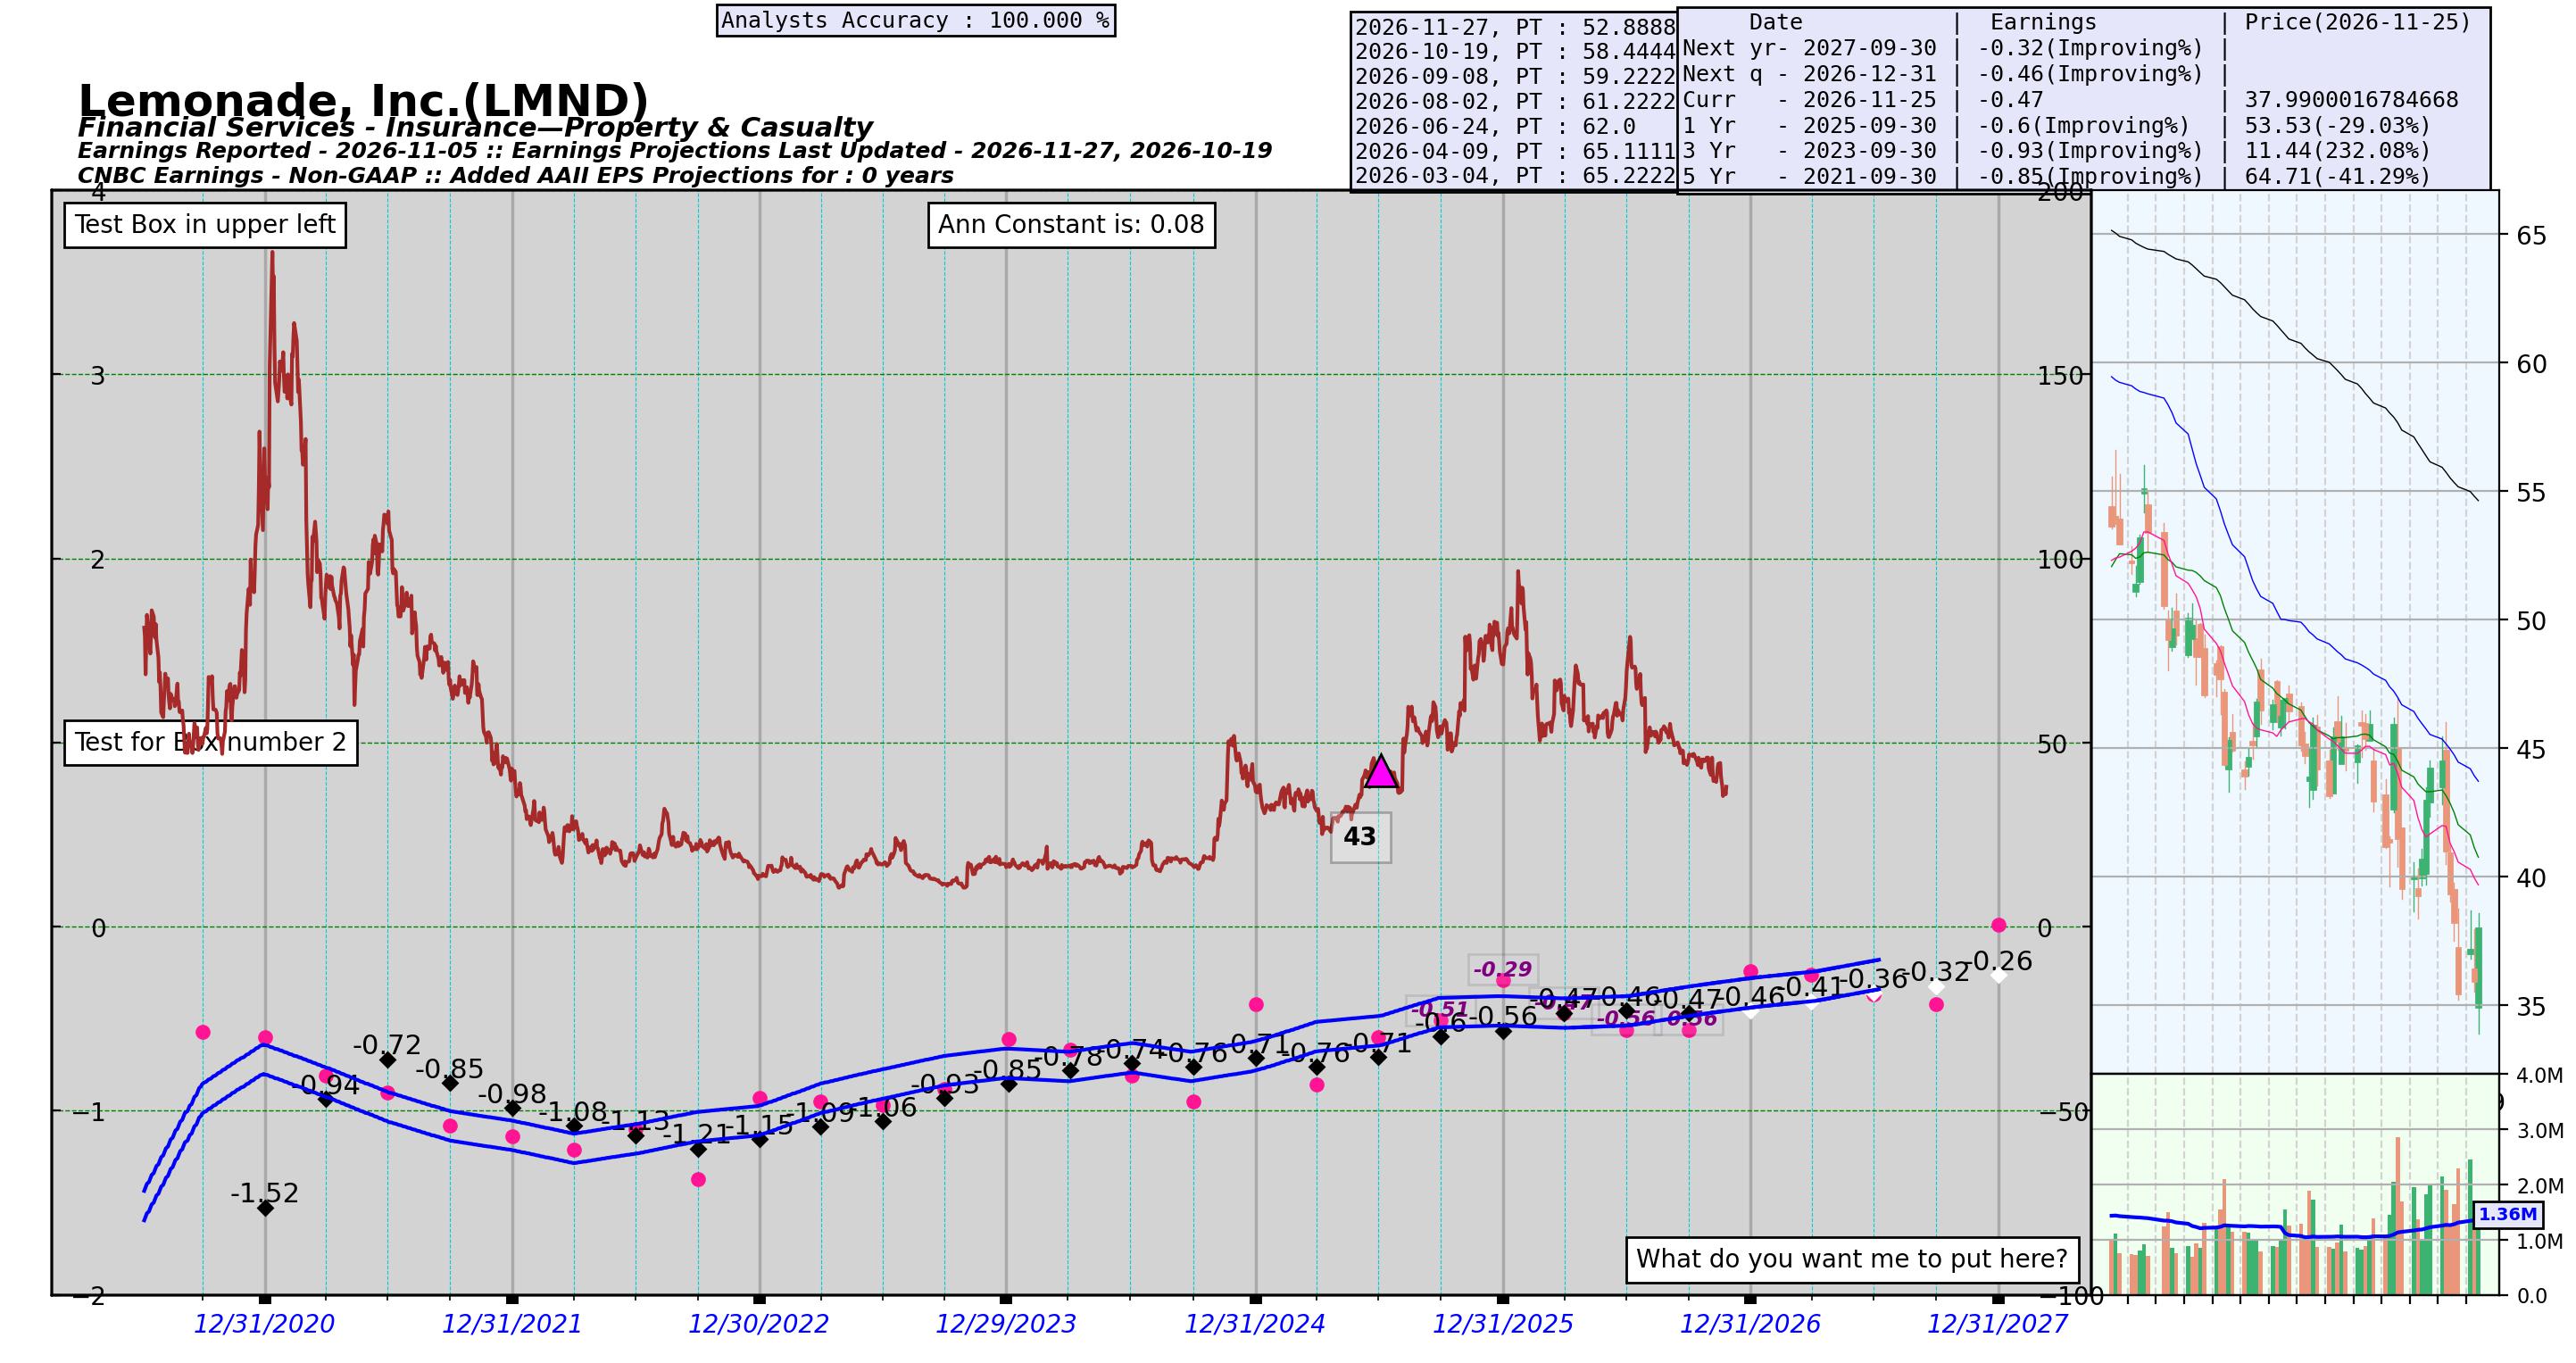 Analysts Accuracy : 100.000 %
Lemonade, Inc.(LMND)
Financial Services - Insurance—Property & Casualty
Earnings Reported - 2026-11-05 :: Earnings Projections Last Updated - 2026-11-27, 2026-10-19
CNBC Earnings - Non-GAAP :: Added AAII EPS Projections for : 0 years
2026-11-27, PT : 52.8888
2026-10-19, PT : 58.4444
2026-09-08, PT : 59.2222
2026-08-02, PT : 61.2222
2026-06-24, PT : 62.0
2026-04-09, PT : 65.1111
2026-03-04, PT : 65.2222
Date | Earnings | Price(2026-11-25)
Next yr- 2027-09-30 | -0.32(Improving%) |
Next q - 2026-12-31 | -0.46(Improving%) |
Curr - 2026-11-25 | -0.47 | 37.9900016784668
1 Yr - 2025-09-30 | -0.6(Improving%) | 53.53(-29.03%)
3 Yr - 2023-09-30 | -0.93(Improving%) | 11.44(232.08%)
5 Yr - 2021-09-30 | -0.85(Improving%) | 64.71(-41.29%)
Test Box in upper left
Ann Constant is: 0.08
Test for Box number 2
What do you want me to put here?
4
3
2
1
0
−1
−2
200
150
100
50
0
−50
−100
43
-1.52
-0.94
-0.72
-0.85
-0.98
-1.08
-1.13
-1.21
-1.15
-1.09
-1.06
-0.93
-0.85
-0.78
-0.74
-0.76
-0.71
-0.76
-0.71
-0.6
-0.56
-0.47
-0.46
-0.47
-0.46
-0.41
-0.36
-0.32
-0.26
-0.51
-0.29
-0.47
-0.56
-0.56
12/31/2020
12/31/2021
12/30/2022
12/29/2023
12/31/2024
12/31/2025
12/31/2026
12/31/2027
65
60
55
50
45
40
35
4.0M
3.0M
2.0M
1.36M
1.0M
0.0